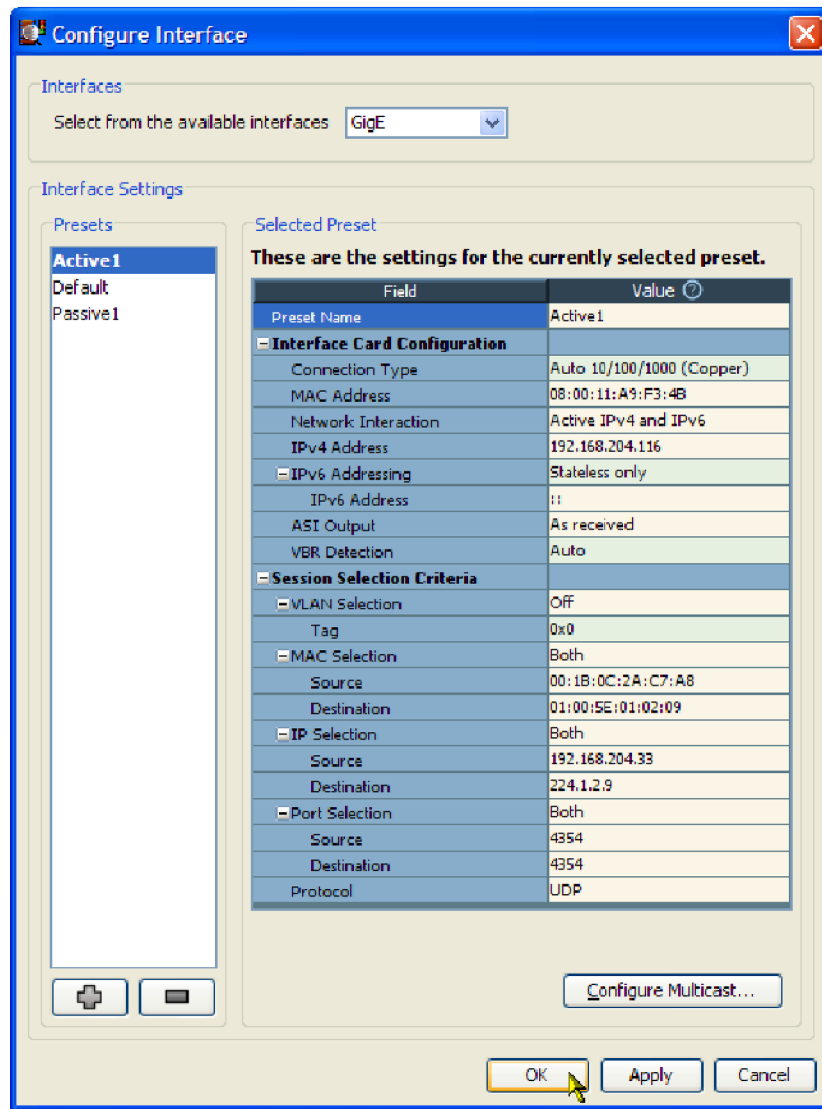 Configure Interface
Interfaces
Select from the available interfaces GigE
Interface Settings
Presets
Active1
Default
Passive1
Selected Preset
These are the settings for the currently selected preset.
Field Value ?
Preset Name Active1
Interface Card Configuration
Connection Type Auto 10/100/1000 (Copper)
MAC Address 08:00:11:A9:F3:4B
Network Interaction Active IPv4 and IPv6
IPv4 Address 192.168.204.116
IPv6 Addressing Stateless only
IPv6 Address ::
ASI Output As received
VBR Detection Auto
Session Selection Criteria
VLAN Selection Off
Tag 0x0
MAC Selection Both
Source 00:1B:0C:2A:C7:A8
Destination 01:00:5E:01:02:09
IP Selection Both
Source 192.168.204.33
Destination 224.1.2.9
Port Selection Both
Source 4354
Destination 4354
Protocol UDP
Configure Multicast...
OK Apply Cancel